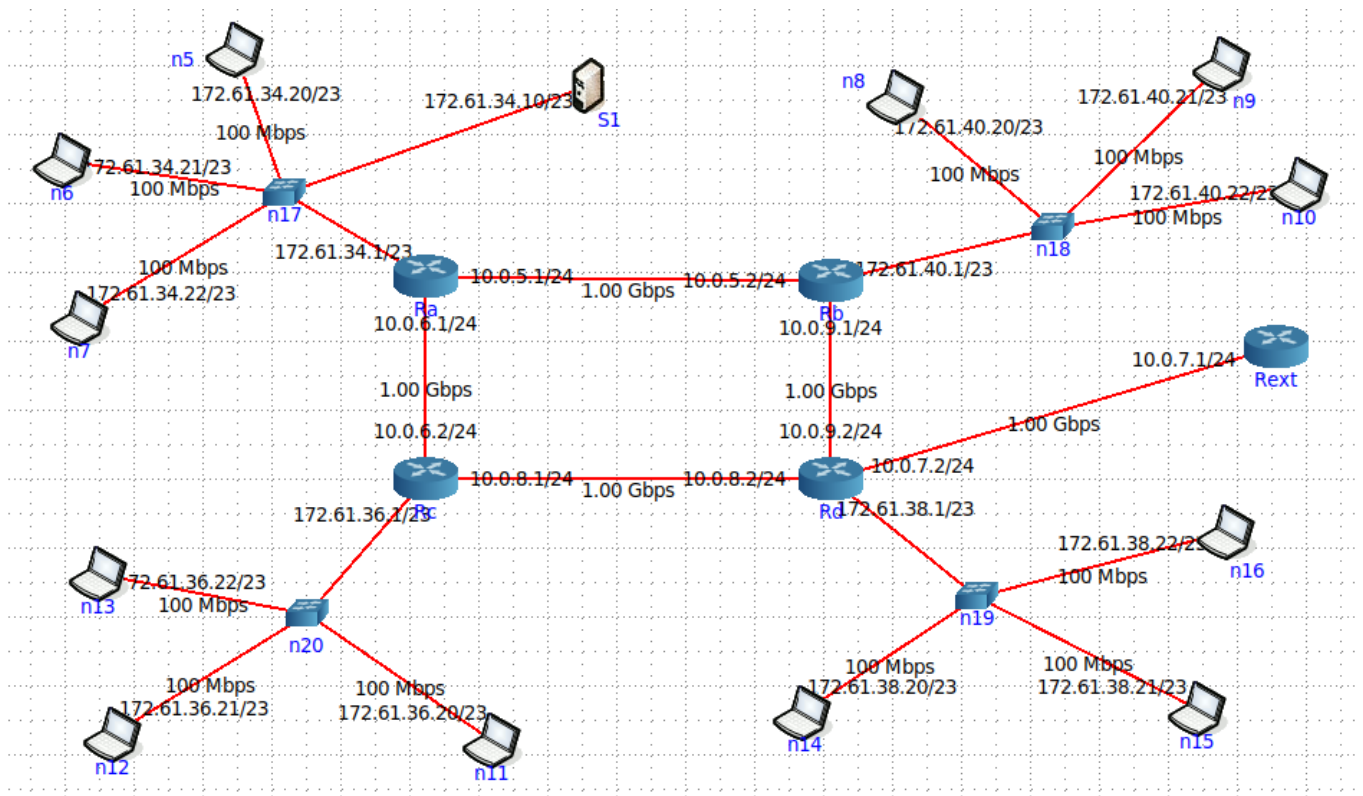 n5
172.61.34.20/23
100 Mbps
172.61.34.10/23
S1
72.61.34.21/23
100 Mbps
n6
n17
100 Mbps
172.61.34.22/23
n7
172.61.34.1/23
Ra
10.0.5.1/24
1.00 Gbps
10.0.5.2/24
10.0.6.1/24
1.00 Gbps
10.0.6.2/24
n8
172.61.40.20/23
100 Mbps
172.61.40.21/23
n9
100 Mbps
172.61.40.22/23
100 Mbps
n10
n18
172.61.40.1/23
Rb
10.0.9.1/24
1.00 Gbps
10.0.9.2/24
10.0.7.1/24
Rext
1.00 Gbps
10.0.7.2/24
10.0.8.1/24
1.00 Gbps
10.0.8.2/24
172.61.36.1/23
Rc
Rd
172.61.38.1/23
72.61.36.22/23
100 Mbps
n13
n20
100 Mbps
172.61.36.21/23
n12
100 Mbps
172.61.36.20/23
n11
172.61.38.22/23
100 Mbps
n16
n19
100 Mbps
172.61.38.20/23
n14
100 Mbps
172.61.38.21/23
n15